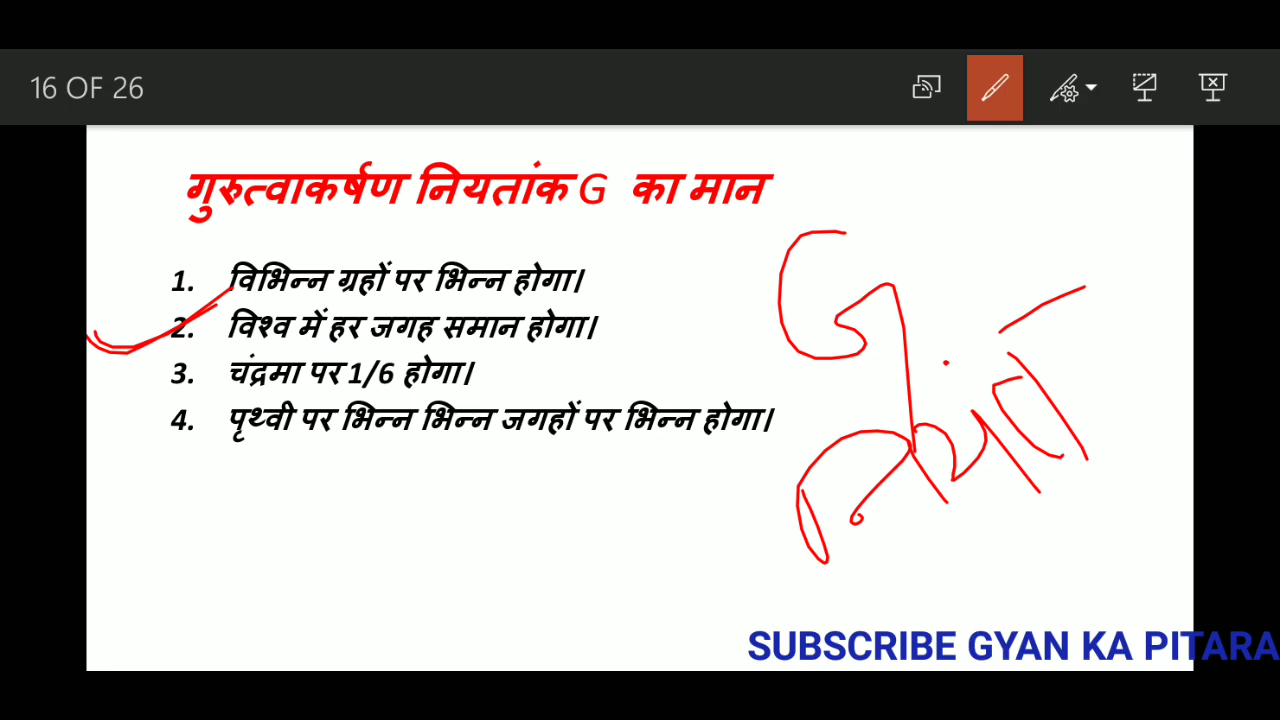 16 OF 26
गुरुत्वाकर्षण नियतांक G का मान
1. विभिन्न ग्रहों पर भिन्न होगा।
2. विश्व में हर जगह समान होगा।
3. चंद्रमा पर 1/6 होगा।
4. पृथ्वी पर भिन्न भिन्न जगहों पर भिन्न होगा।
G
SUBSCRIBE GYAN KA PITARA